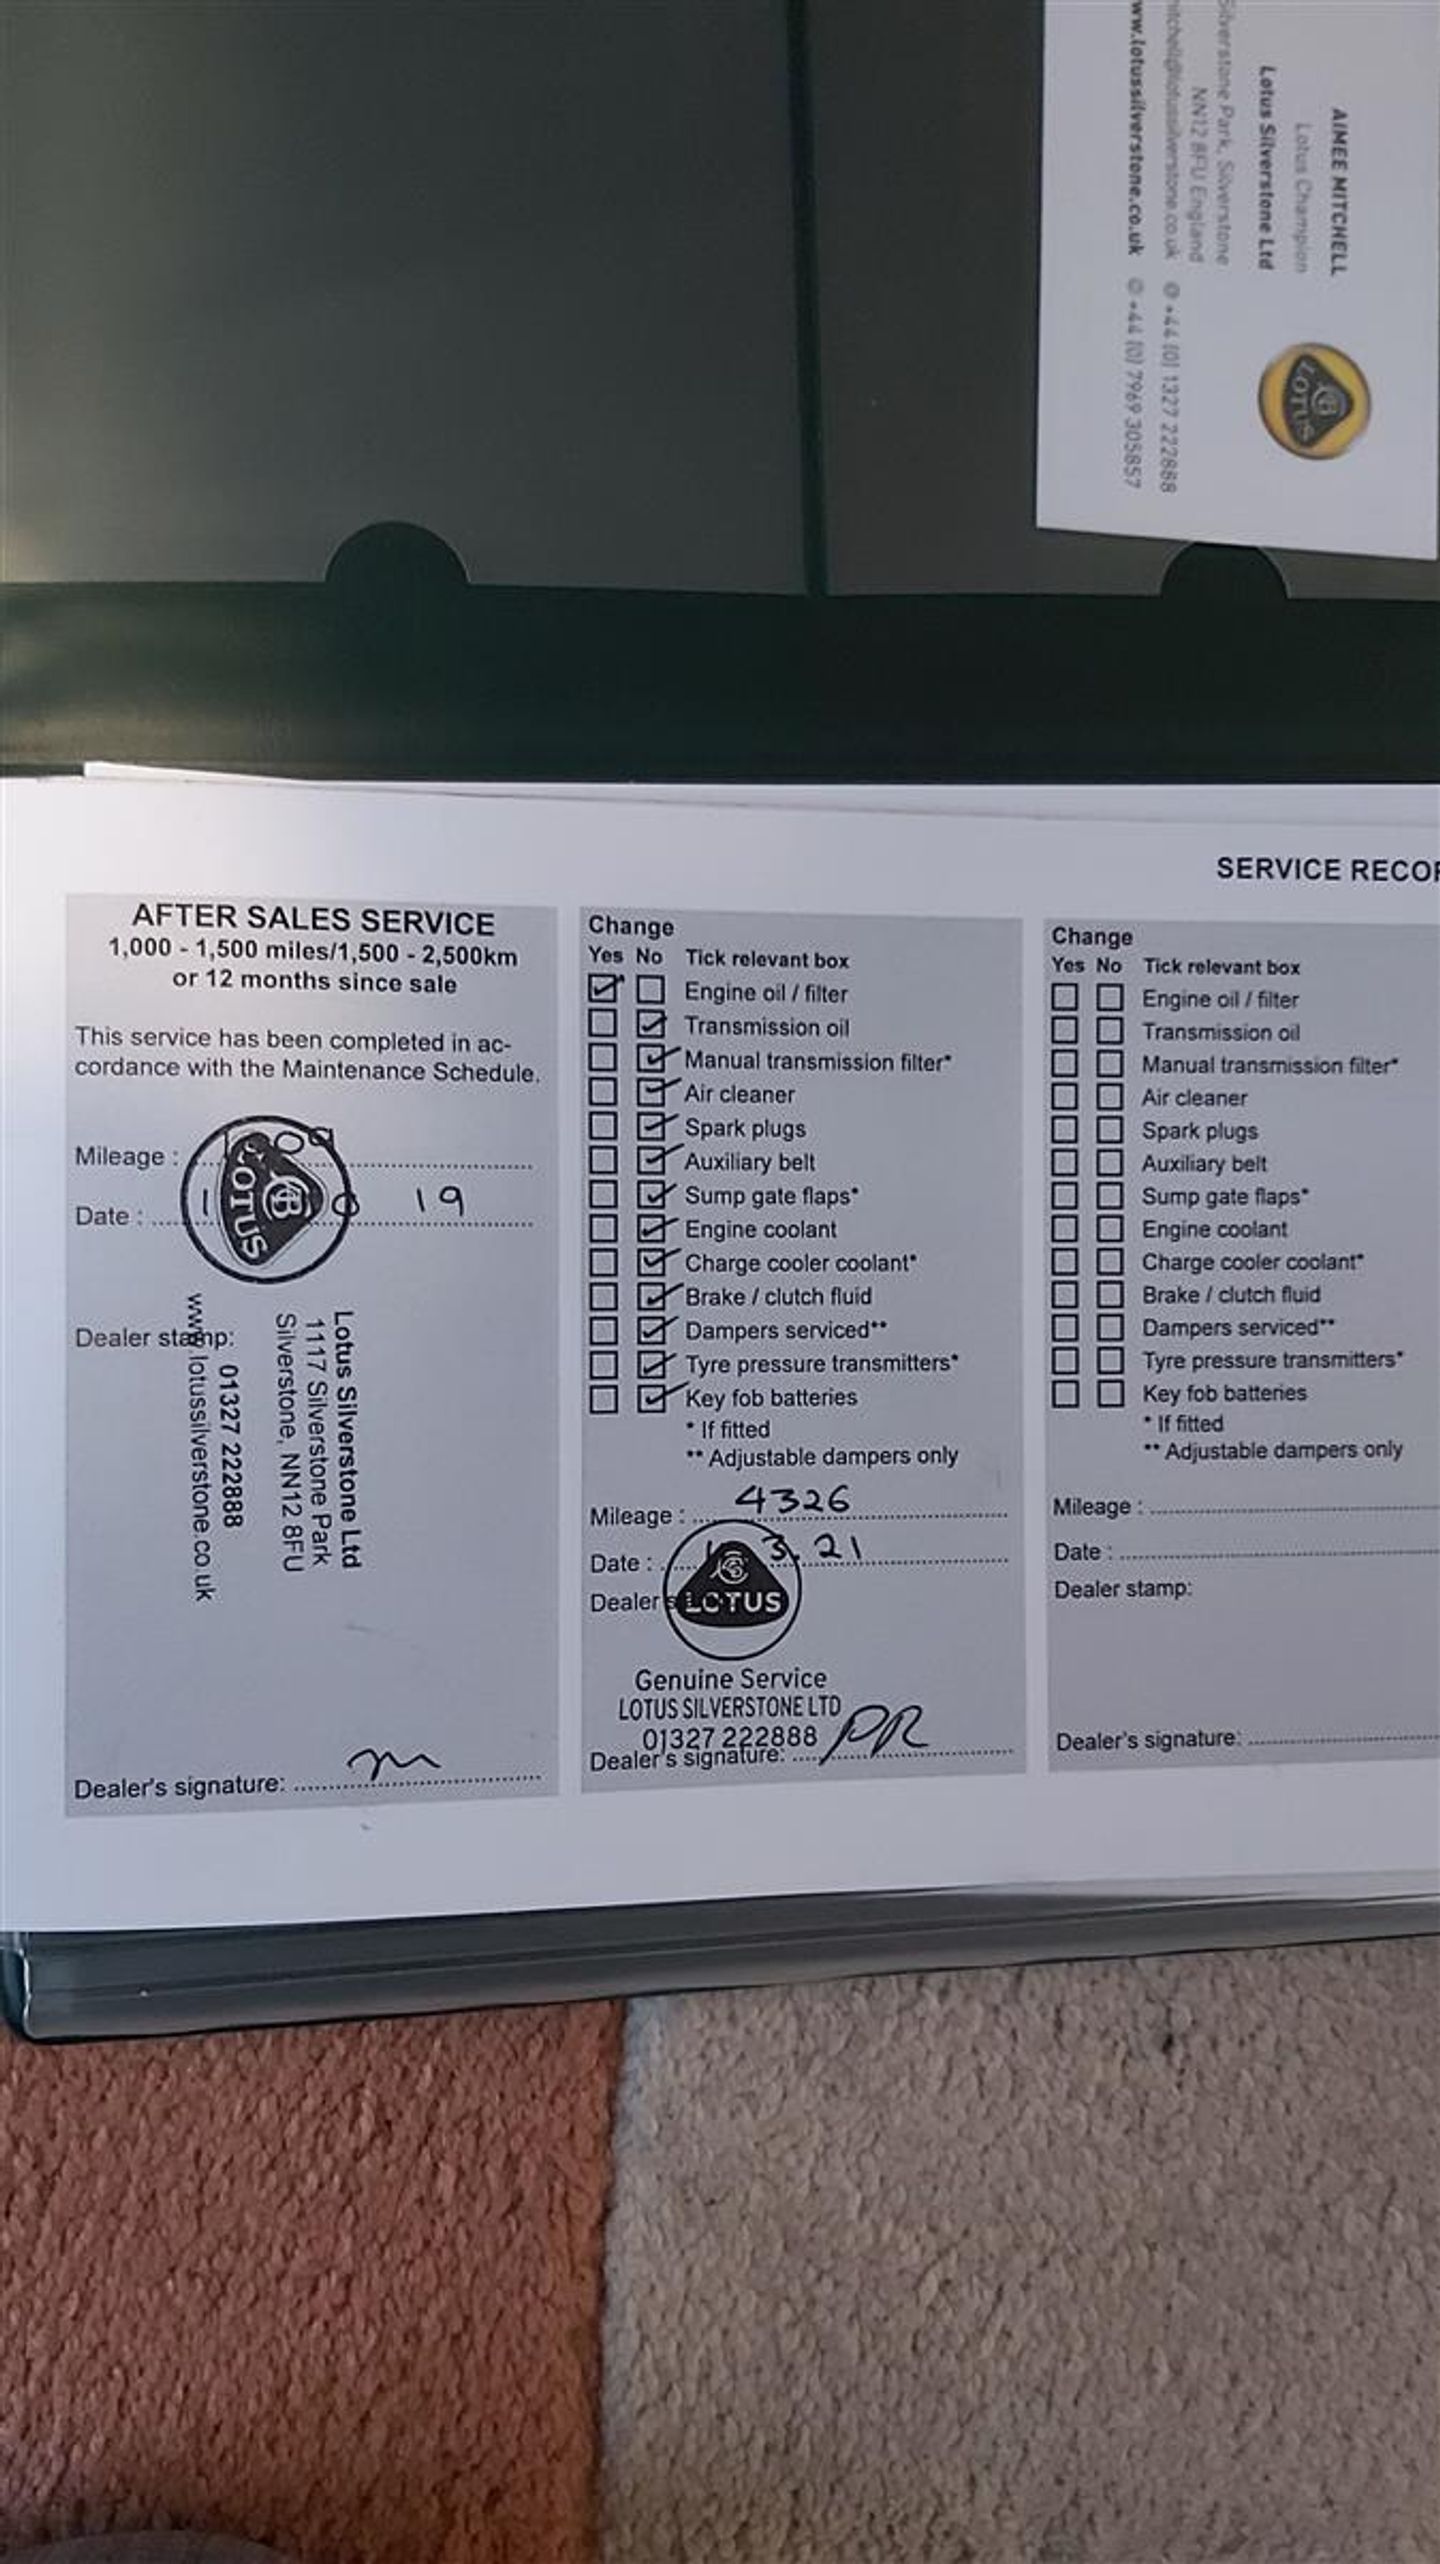 AIMEE MITCHELL
Lotus Champion
Lotus Silverstone Ltd
Silverstone Park, Silverstone
NN12 8FU England
@lotussilverstone.co.uk +44 (0) 1327 222888
www.lotussilverstone.co.uk +44 (0) 7969 305857
LOTUS
SERVICE RECOR
AFTER SALES SERVICE
1,000 - 1,500 miles/1,500 - 2,500km
or 12 months since sale
This service has been completed in ac-
cordance with the Maintenance Schedule.
Mileage :
Date : 19
LOTUS
Dealer stamp:
Lotus Silverstone Ltd
1117 Silverstone Park
Silverstone, NN12 8FU
01327 222888
www.lotussilverstone.co.uk
Dealer's signature:
Change
Yes No Tick relevant box
Engine oil / filter
Transmission oil
Manual transmission filter*
Air cleaner
Spark plugs
Auxiliary belt
Sump gate flaps*
Engine coolant
Charge cooler coolant*
Brake / clutch fluid
Dampers serviced**
Tyre pressure transmitters*
Key fob batteries
* If fitted
** Adjustable dampers only
Mileage : 4326
Date : 3. 21
Dealer
LOTUS
Genuine Service
LOTUS SILVERSTONE LTD
01327 222888
Dealer's signature: PR
Change
Yes No Tick relevant box
Engine oil / filter
Transmission oil
Manual transmission filter*
Air cleaner
Spark plugs
Auxiliary belt
Sump gate flaps*
Engine coolant
Charge cooler coolant*
Brake / clutch fluid
Dampers serviced**
Tyre pressure transmitters*
Key fob batteries
* If fitted
** Adjustable dampers only
Mileage :
Date :
Dealer stamp:
Dealer's signature: